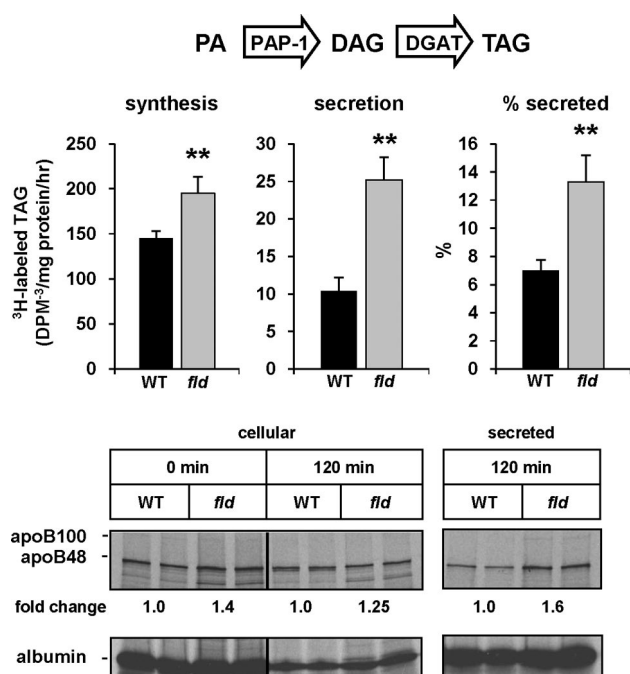 PA PAP-1 DAG DGAT TAG
synthesis secretion % secreted
³H-labeled TAG
(DPM⁻³/mg protein/hr)
250
200
150
100
50
0
**
WT fld
30
25
20
15
10
5
0
**
WT fld
%
16
14
12
10
8
6
4
2
0
**
WT fld
cellular secreted
0 min 120 min 120 min
WT fld WT fld WT fld
apoB100 -
apoB48 -
fold change 1.0 1.4 1.0 1.25 1.0 1.6
albumin -